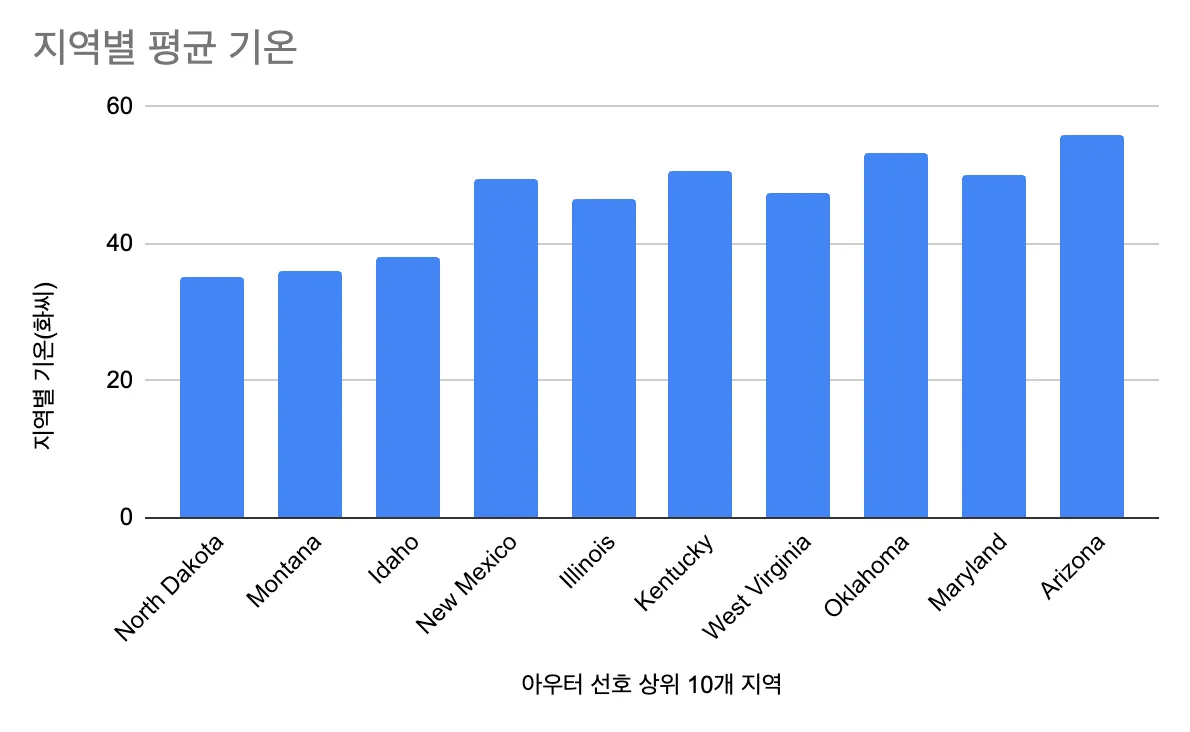 지역별 평균 기온
60
40
20
0
지역별 기온(화씨)
North Dakota
Montana
Idaho
New Mexico
Illinois
Kentucky
West Virginia
Oklahoma
Maryland
Arizona
아우터 선호 상위 10개 지역